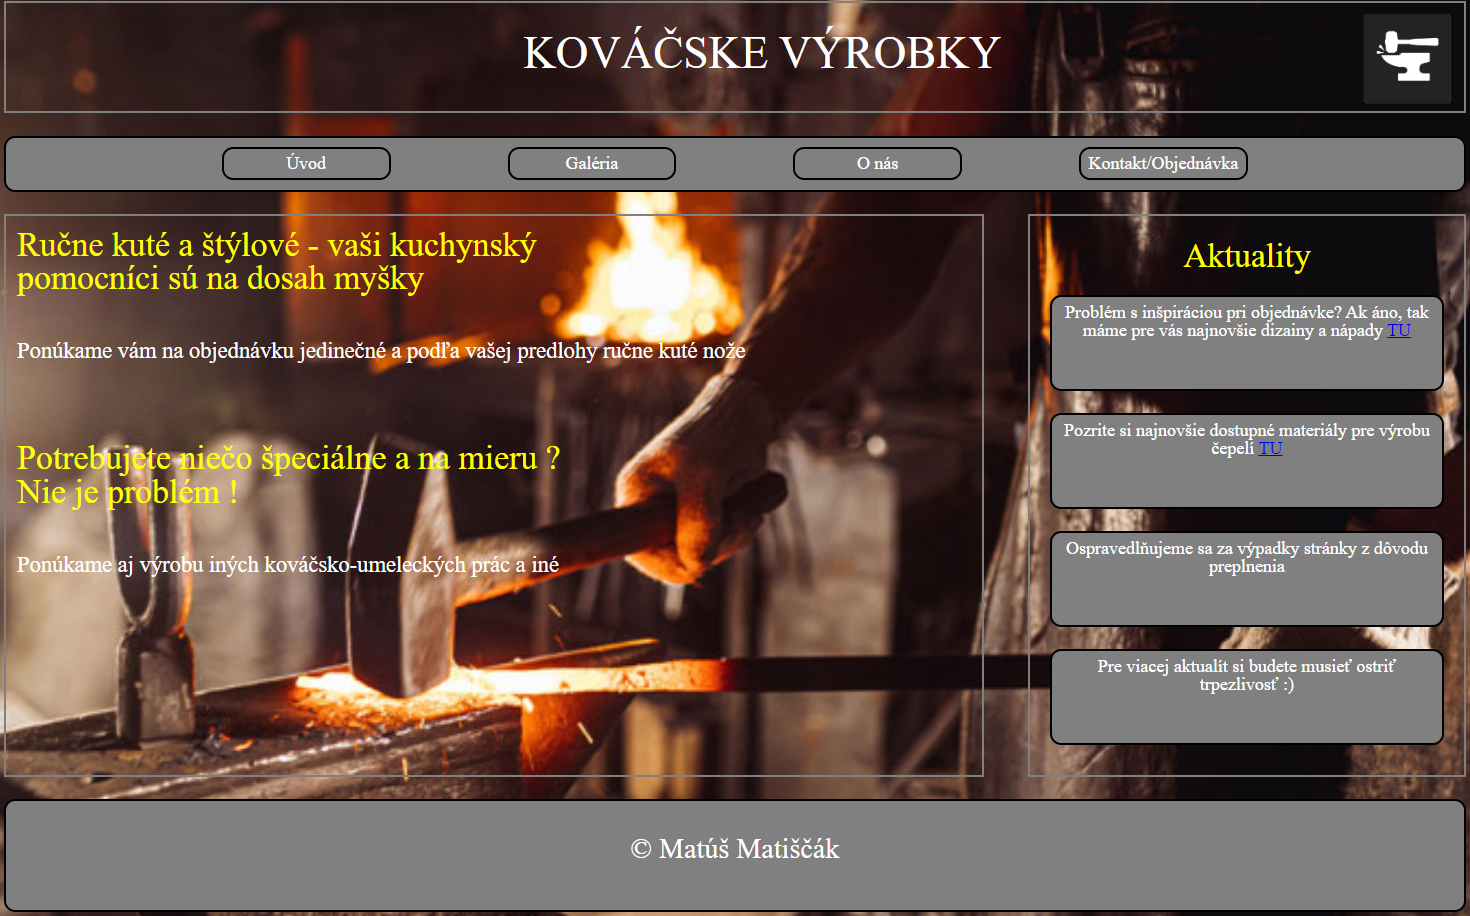 KOVÁČSKE VÝROBKY
Úvod
Galéria
O nás
Kontakt/Objednávka
Ručne kuté a štýlové - vaši kuchynský
pomocníci sú na dosah myšky
Ponúkame vám na objednávku jedinečné a podľa vašej predlohy ručne kuté nože
Potrebujete niečo špeciálne a na mieru ?
Nie je problém !
Ponúkame aj výrobu iných kováčsko-umeleckých prác a iné
Aktuality
Problém s inšpiráciou pri objednávke? Ak áno, tak
máme pre vás najnovšie dizainy a nápady TU
Pozrite si najnovšie dostupné materiály pre výrobu
čepelí TU
Ospravedlňujeme sa za výpadky stránky z dôvodu
preplnenia
Pre viacej aktualít si budete musieť ostriť
trpezlivosť :)
© Matúš Matiščák